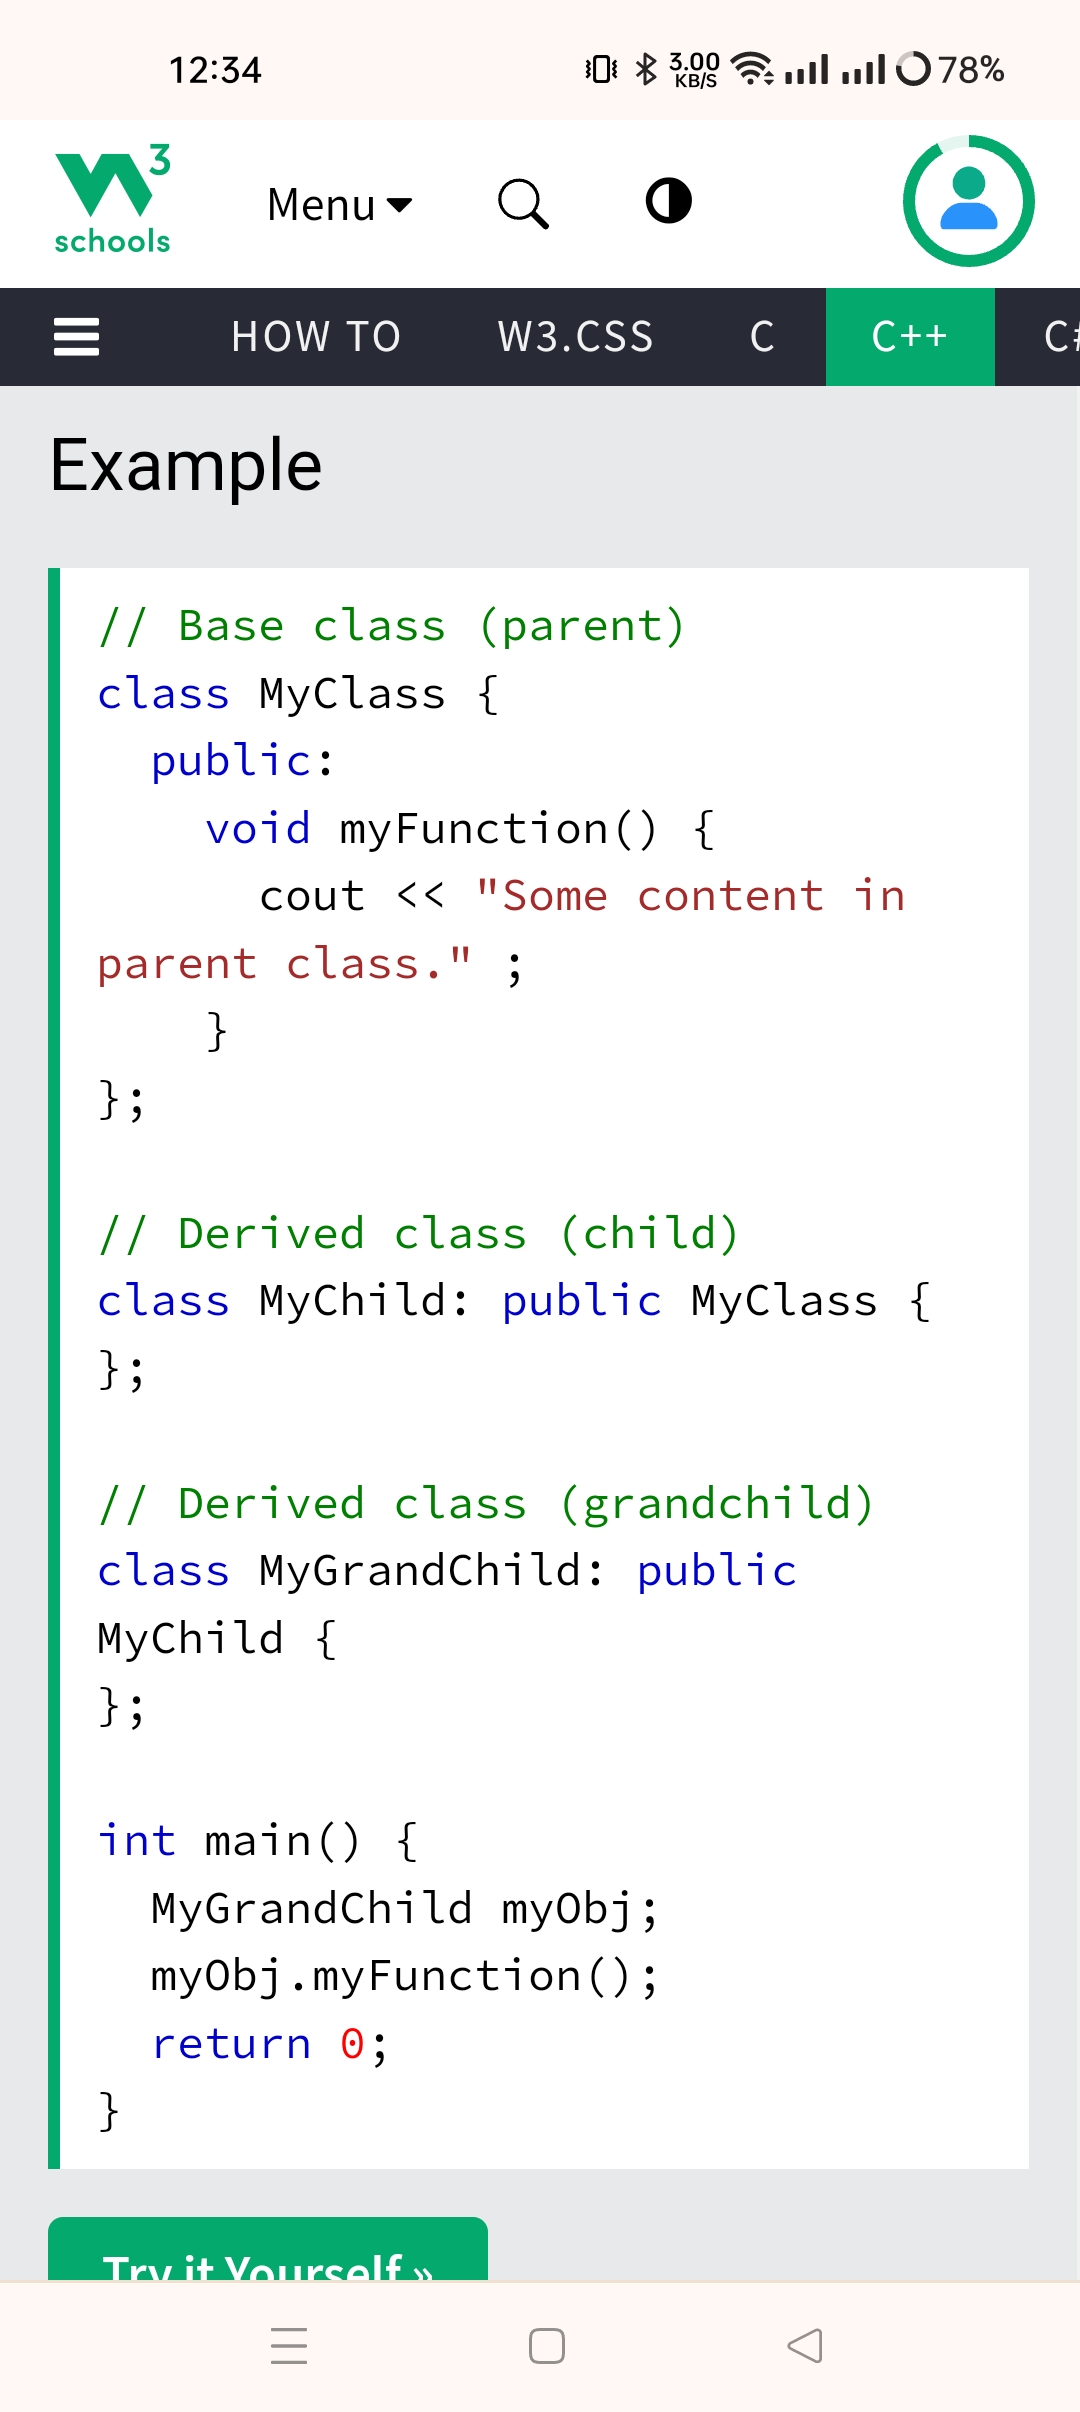 12:34 3.00 KB/S 78%
W3 schools Menu
HOW TO W3.CSS C C++
Example
// Base class (parent)
class MyClass {
  public:
    void myFunction() {
      cout << "Some content in
parent class." ;
    }
};

// Derived class (child)
class MyChild: public MyClass {
};

// Derived class (grandchild)
class MyGrandChild: public
MyChild {
};

int main() {
  MyGrandChild myObj;
  myObj.myFunction();
  return 0;
}
Try it Yourself »